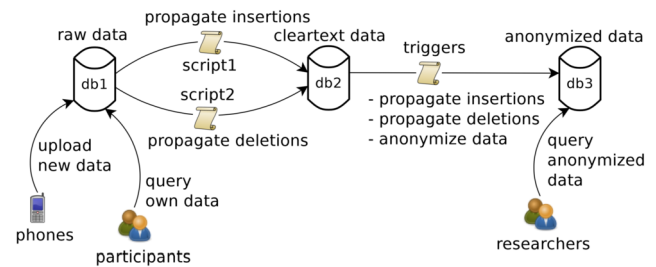 propagate insertions
raw data
cleartext data
triggers
anonymized data
script1
db1
db2
db3
script2
- propagate insertions
- propagate deletions
- anonymize data
propagate deletions
upload
new data
query
own data
query
anonymized
data
phones
participants
researchers